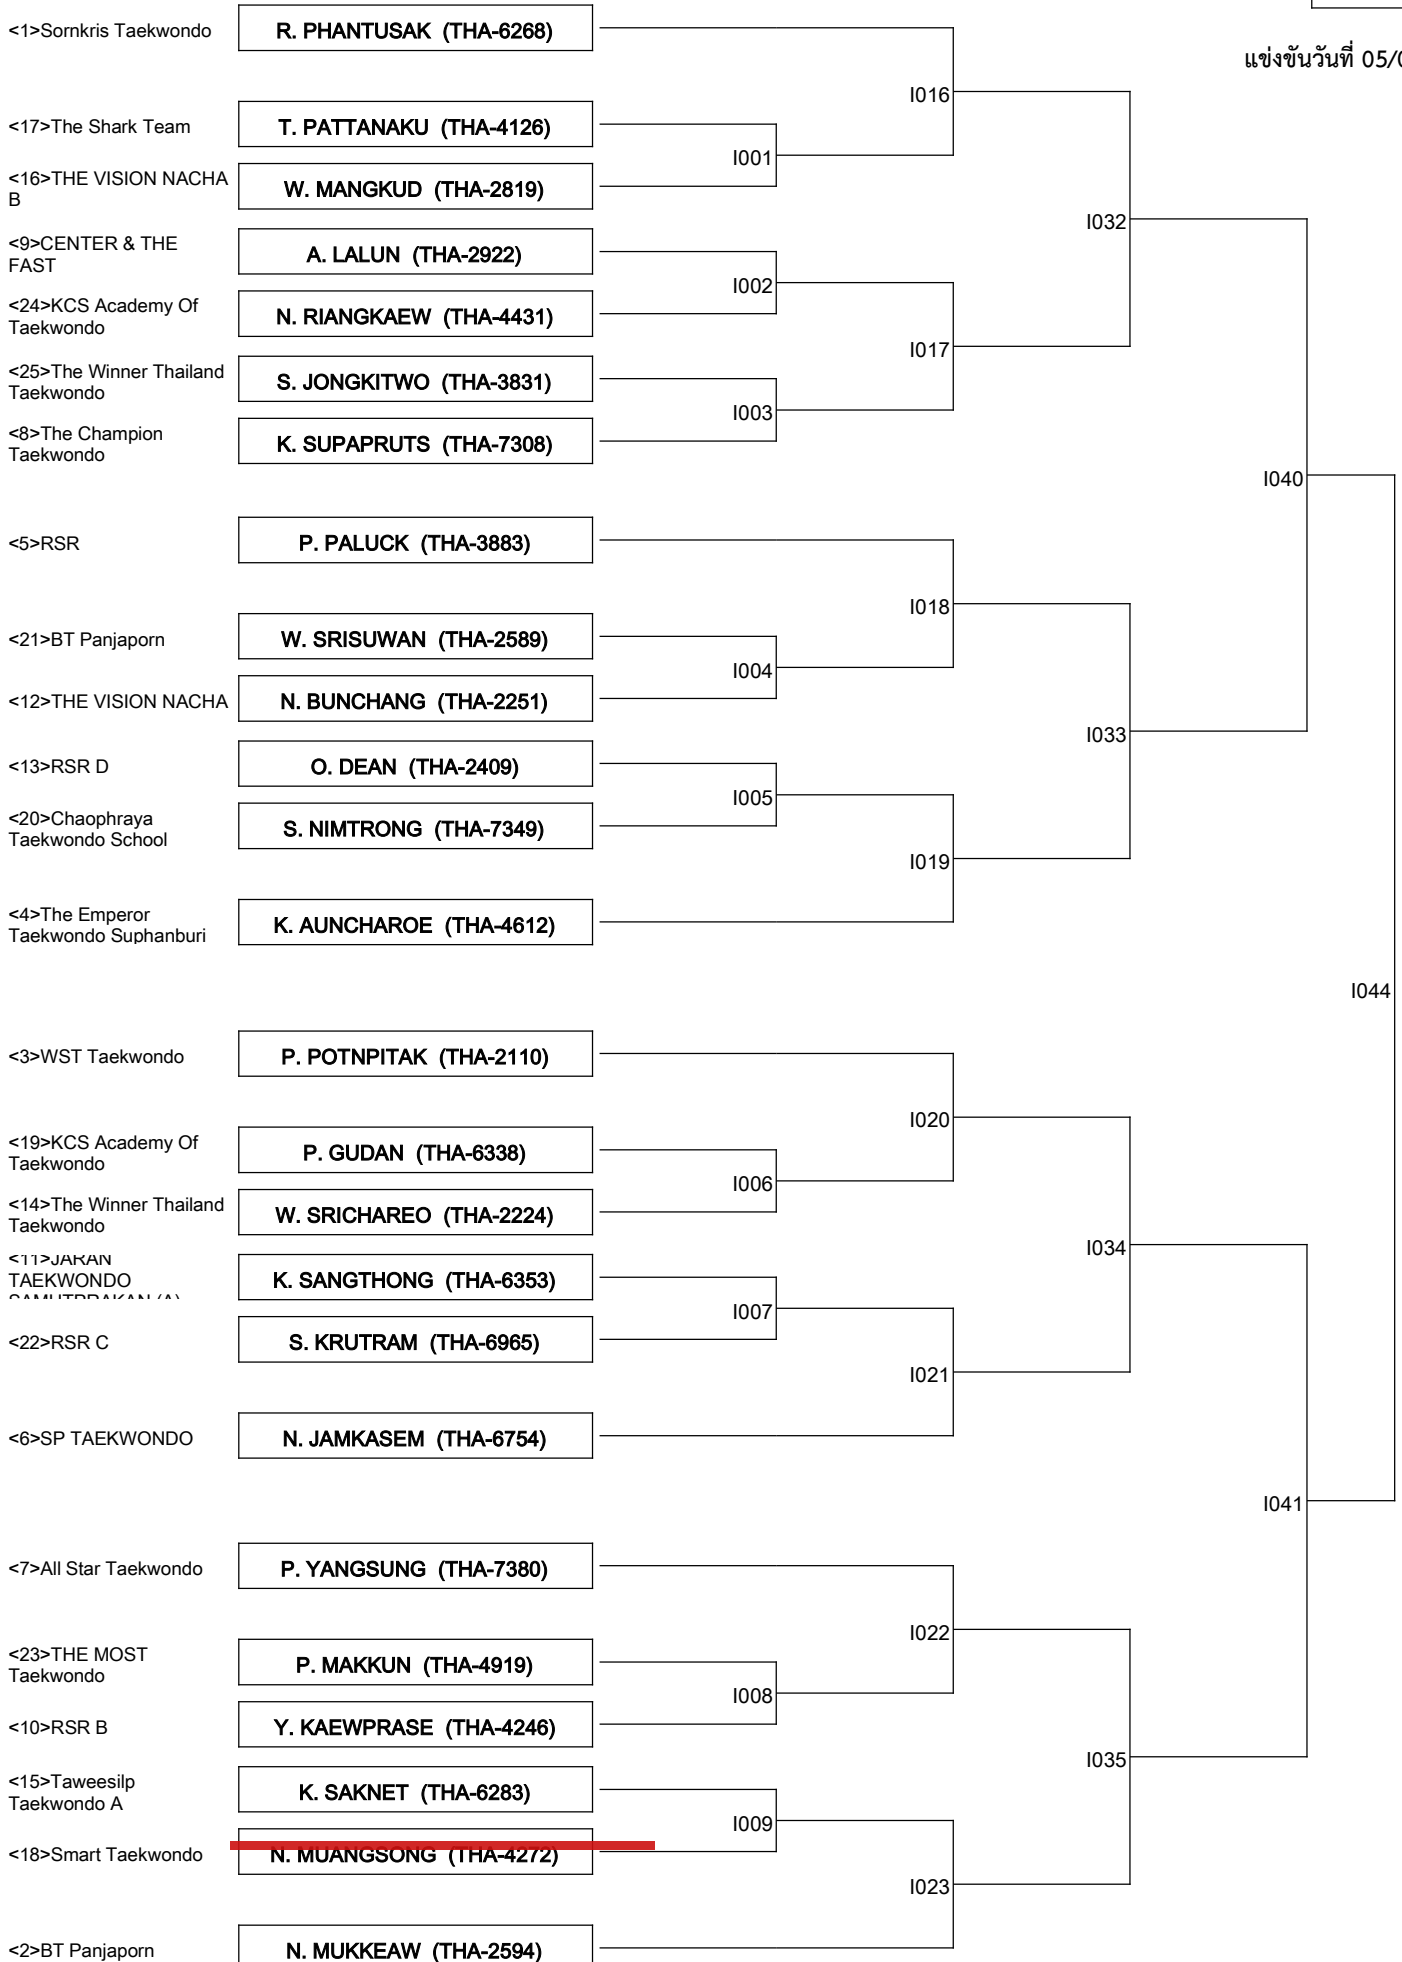 <1>Sornkris Taekwondo
R. PHANTUSAK (THA-6268)
แข่งขันวันที่ 05/0
I016
<17>The Shark Team
T. PATTANAKU (THA-4126)
I001
<16>THE VISION NACHA
B
W. MANGKUD (THA-2819)
I032
<9>CENTER & THE
FAST
A. LALUN (THA-2922)
I002
<24>KCS Academy Of
Taekwondo
N. RIANGKAEW (THA-4431)
I017
<25>The Winner Thailand
Taekwondo
S. JONGKITWO (THA-3831)
I003
<8>The Champion
Taekwondo
K. SUPAPRUTS (THA-7308)
I040
<5>RSR
P. PALUCK (THA-3883)
I018
<21>BT Panjaporn
W. SRISUWAN (THA-2589)
I004
<12>THE VISION NACHA
N. BUNCHANG (THA-2251)
I033
<13>RSR D
O. DEAN (THA-2409)
I005
<20>Chaophraya
Taekwondo School
S. NIMTRONG (THA-7349)
I019
<4>The Emperor
Taekwondo Suphanburi
K. AUNCHAROE (THA-4612)
I044
<3>WST Taekwondo
P. POTNPITAK (THA-2110)
I020
<19>KCS Academy Of
Taekwondo
P. GUDAN (THA-6338)
I006
<14>The Winner Thailand
Taekwondo
W. SRICHAREO (THA-2224)
I034
<11>JARAN
TAEKWONDO
SAMUTPRAKAN (A)
K. SANGTHONG (THA-6353)
I007
<22>RSR C
S. KRUTRAM (THA-6965)
I021
<6>SP TAEKWONDO
N. JAMKASEM (THA-6754)
I041
<7>All Star Taekwondo
P. YANGSUNG (THA-7380)
I022
<23>THE MOST
Taekwondo
P. MAKKUN (THA-4919)
I008
<10>RSR B
Y. KAEWPRASE (THA-4246)
I035
<15>Taweesilp
Taekwondo A
K. SAKNET (THA-6283)
I009
<18>Smart Taekwondo
N. MUANGSONG (THA-4272)
I023
<2>BT Panjaporn
N. MUKKEAW (THA-2594)